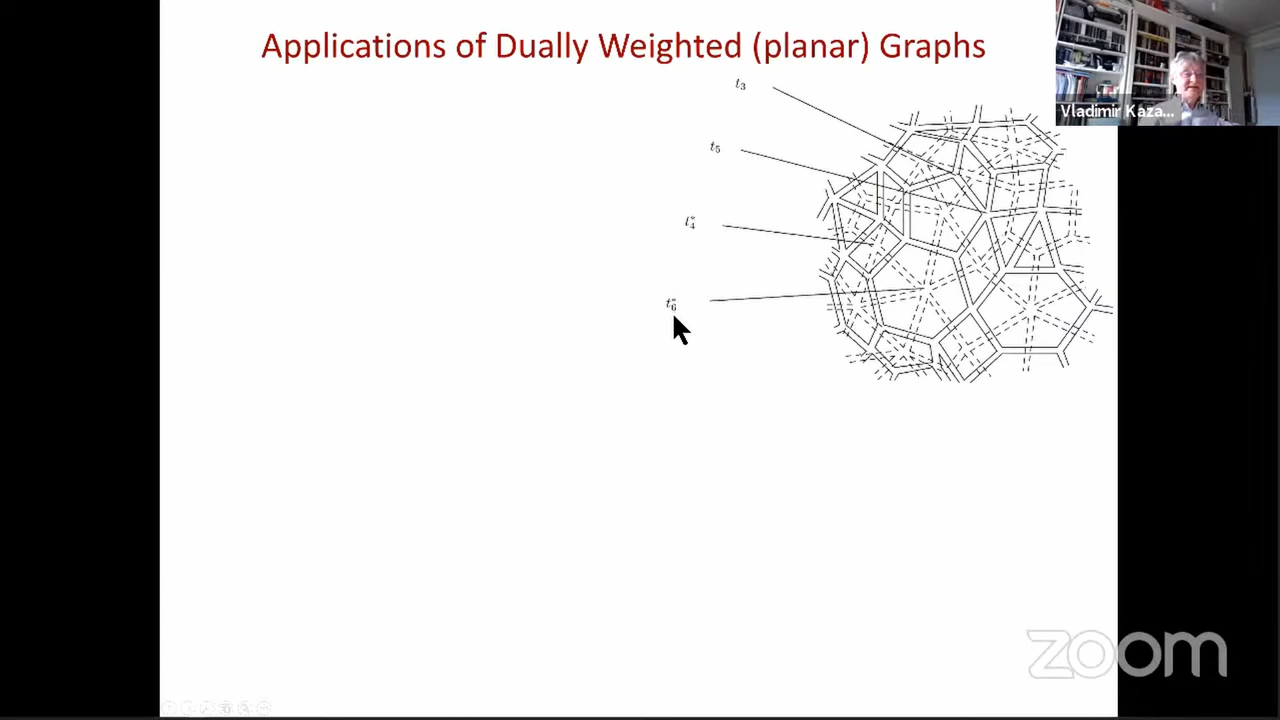 Applications of Dually Weighted (planar) Graphs
t3
Vladimir Kaza...
t5
t*4
t*6
zoom